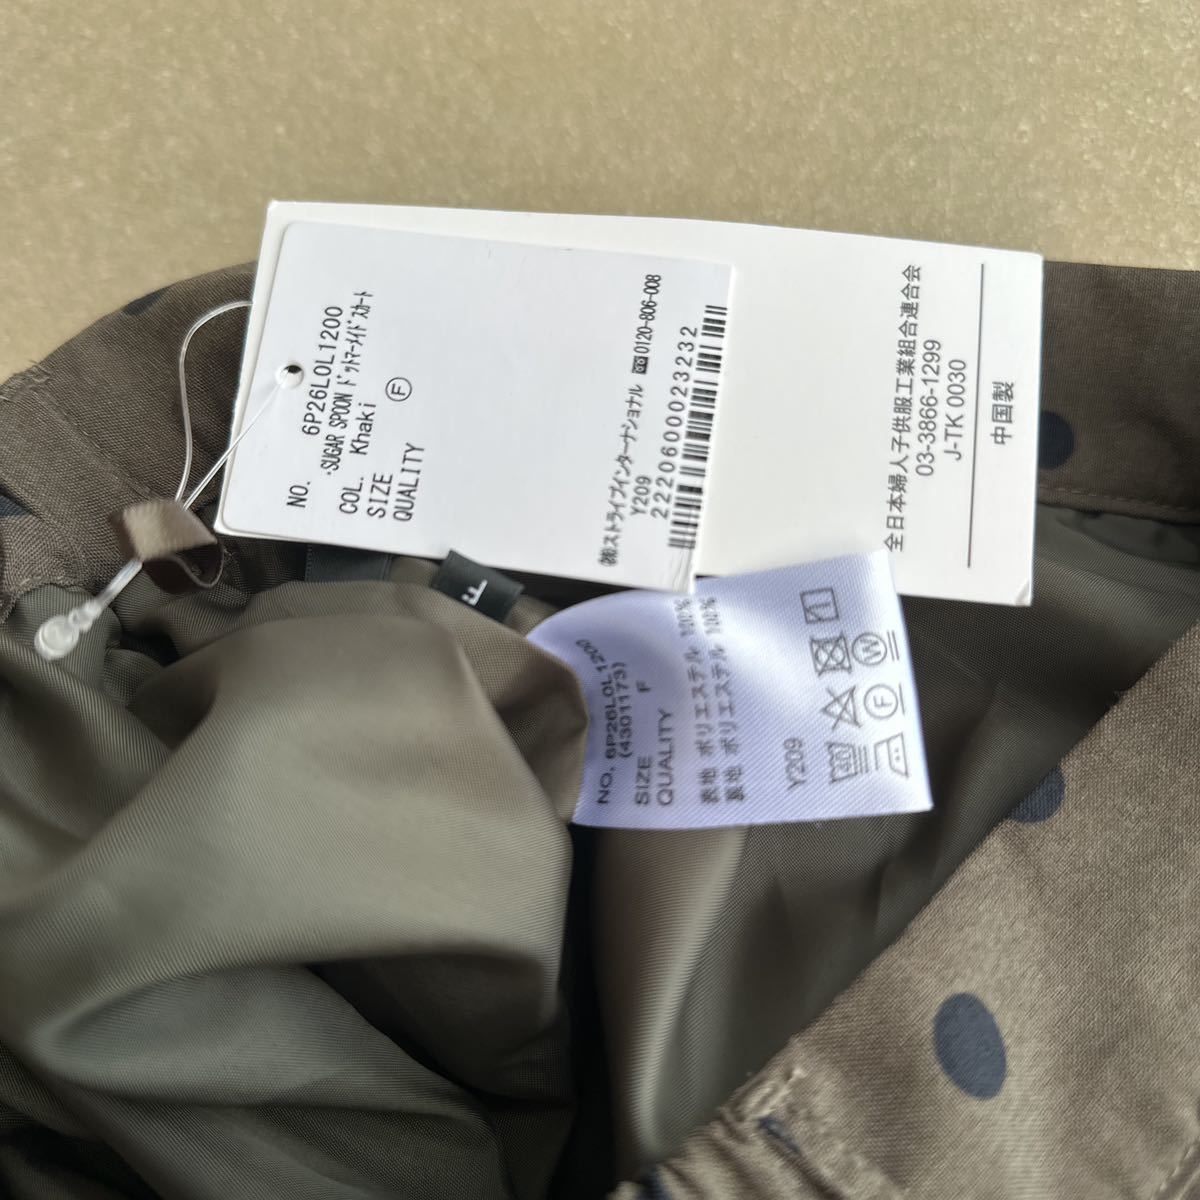 NO. 6P26L0L1200
・SUGAR SPOON ﾄﾞｯﾄﾏｰﾒｲﾄﾞｽｶｰﾄ
COL. Khaki
SIZE Ⓕ
QUALITY
㈱ストライプインターナショナル 0120-806-008
Y209
2220600023232
全日本婦人子供服工業組合連合会
03-3866-1299
J-TK 0030
中国製
F
NO. 6P26L0L1200
(4301173)
SIZE F
QUALITY
表地 ポリエステル 100%
裏地 ポリエステル 100%
Y209
W
F